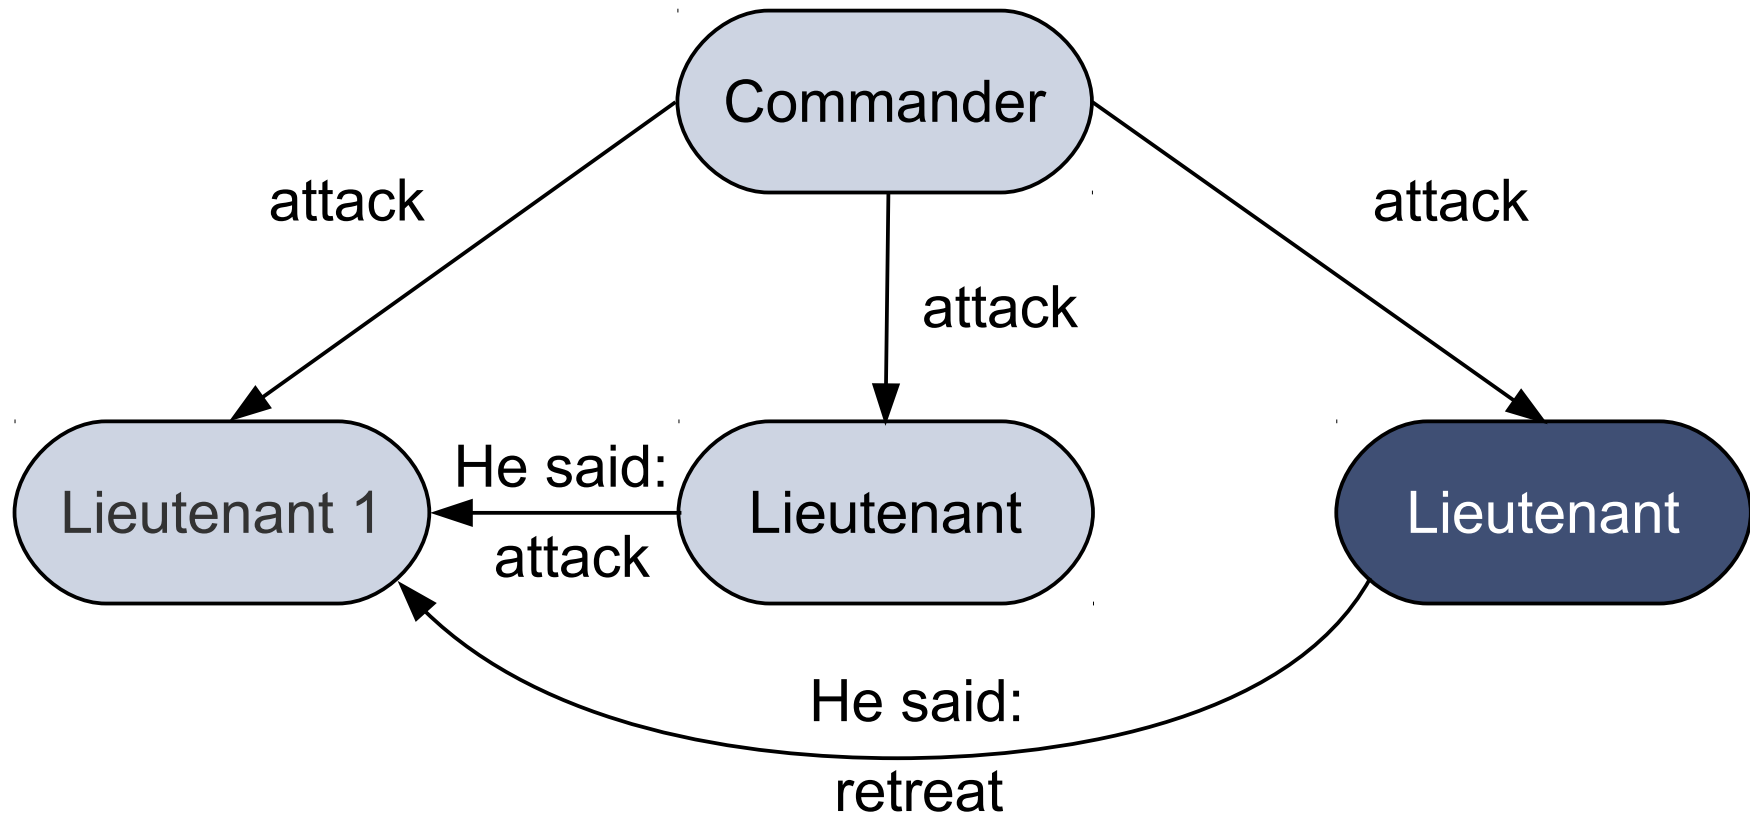 Commander
attack
attack
attack
He said:
attack
Lieutenant 1
Lieutenant
Lieutenant
He said:
retreat